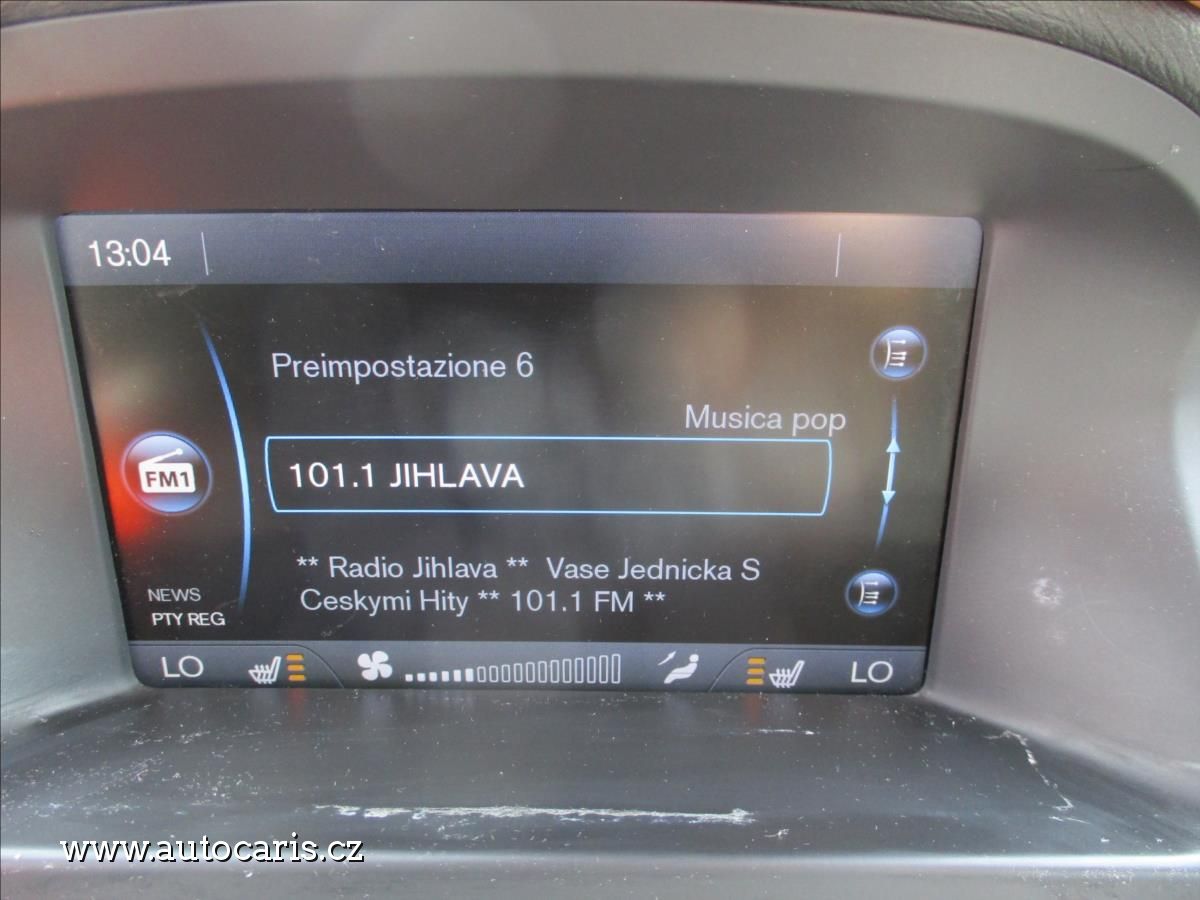 13:04
Preimpostazione 6
Musica pop
101.1 JIHLAVA
FM1
** Radio Jihlava ** Vase Jednicka S
Ceskymi Hity ** 101.1 FM **
NEWS
PTY REG
LO
LO
www.autocaris.cz